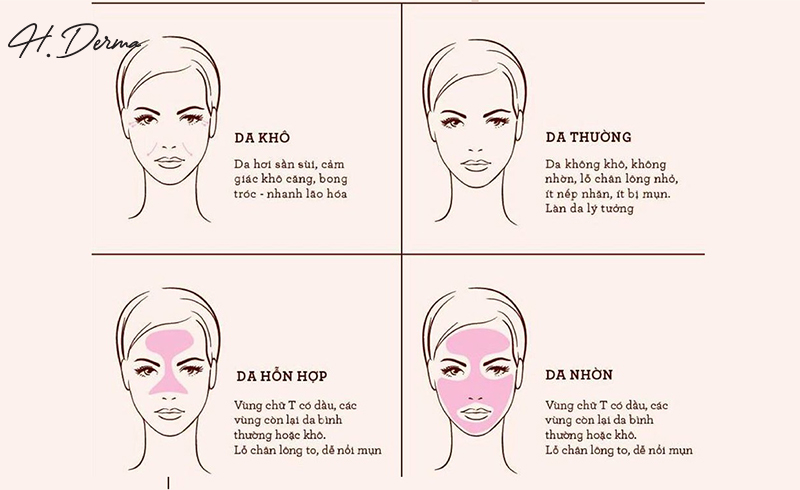 H. Derma
DA KHÔ
Da hơi sần sùi, cảm
giác khô căng, bong
tróc - nhanh lão hóa
DA THƯỜNG
Da không khô, không
nhờn, lỗ chân lông nhỏ,
ít nếp nhăn, ít bị mụn.
Làn da lý tưởng
DA HỖN HỢP
Vùng chữ T có dầu, các
vùng còn lại da bình
thường hoặc khô.
Lỗ chân lông to, dễ nổi mụn
DA NHỜN
Vùng chữ T có dầu, các
vùng còn lại da bình
thường hoặc khô.
Lỗ chân lông to, dễ nổi mụn